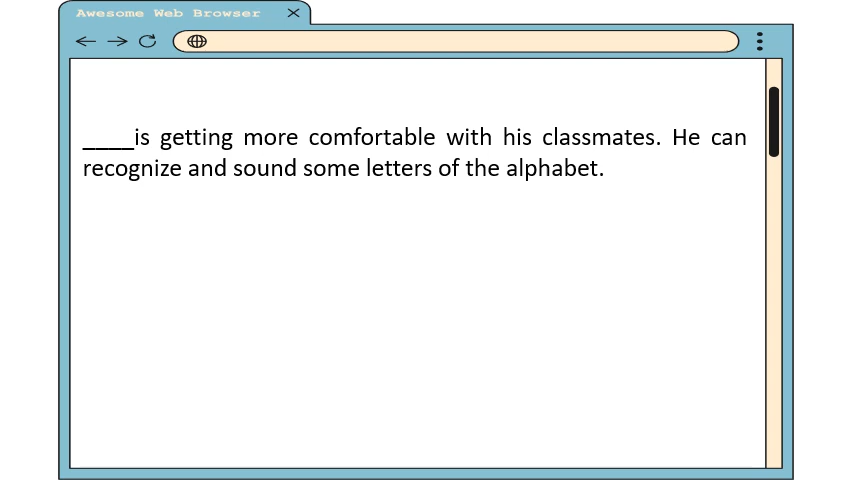 Awesome Web Browser
____is getting more comfortable with his classmates. He can
recognize and sound some letters of the alphabet.